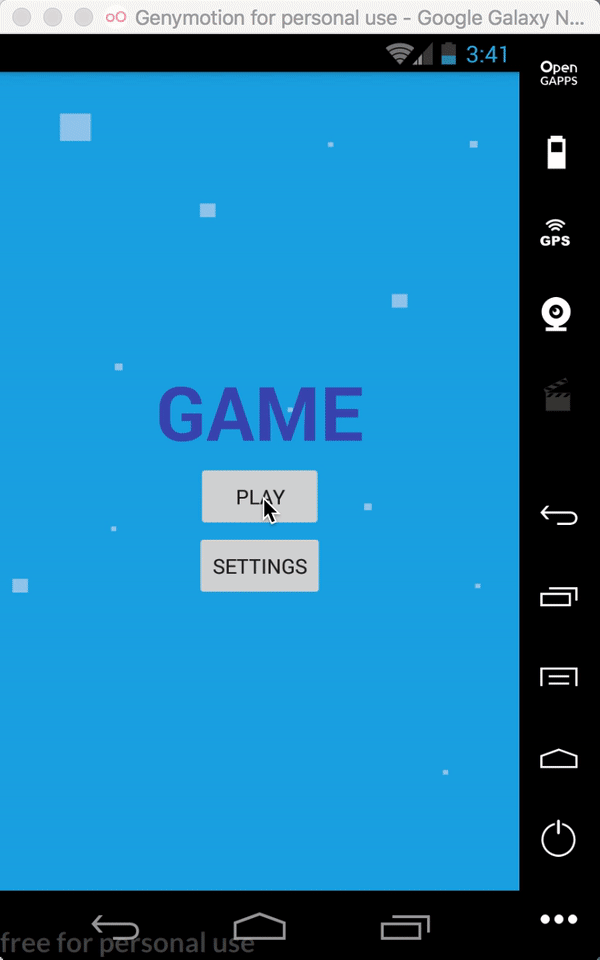 Genymotion for personal use - Google Galaxy N...
3:41
Open
GAPPS
GPS
GAME
PLAY
SETTINGS
free for personal use